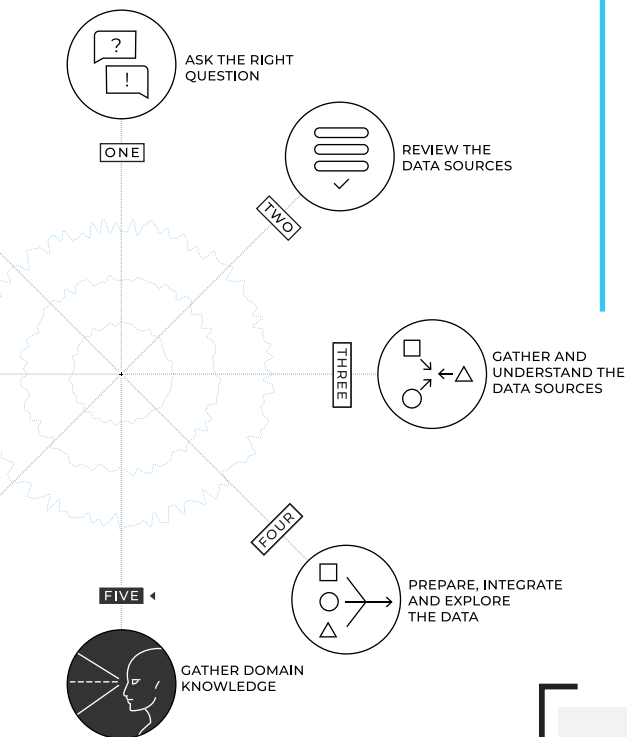 ?
!
ASK THE RIGHT
QUESTION
ONE
REVIEW THE
DATA SOURCES
TWO
THREE
GATHER AND
UNDERSTAND THE
DATA SOURCES
FOUR
PREPARE, INTEGRATE
AND EXPLORE
THE DATA
FIVE
GATHER DOMAIN
KNOWLEDGE